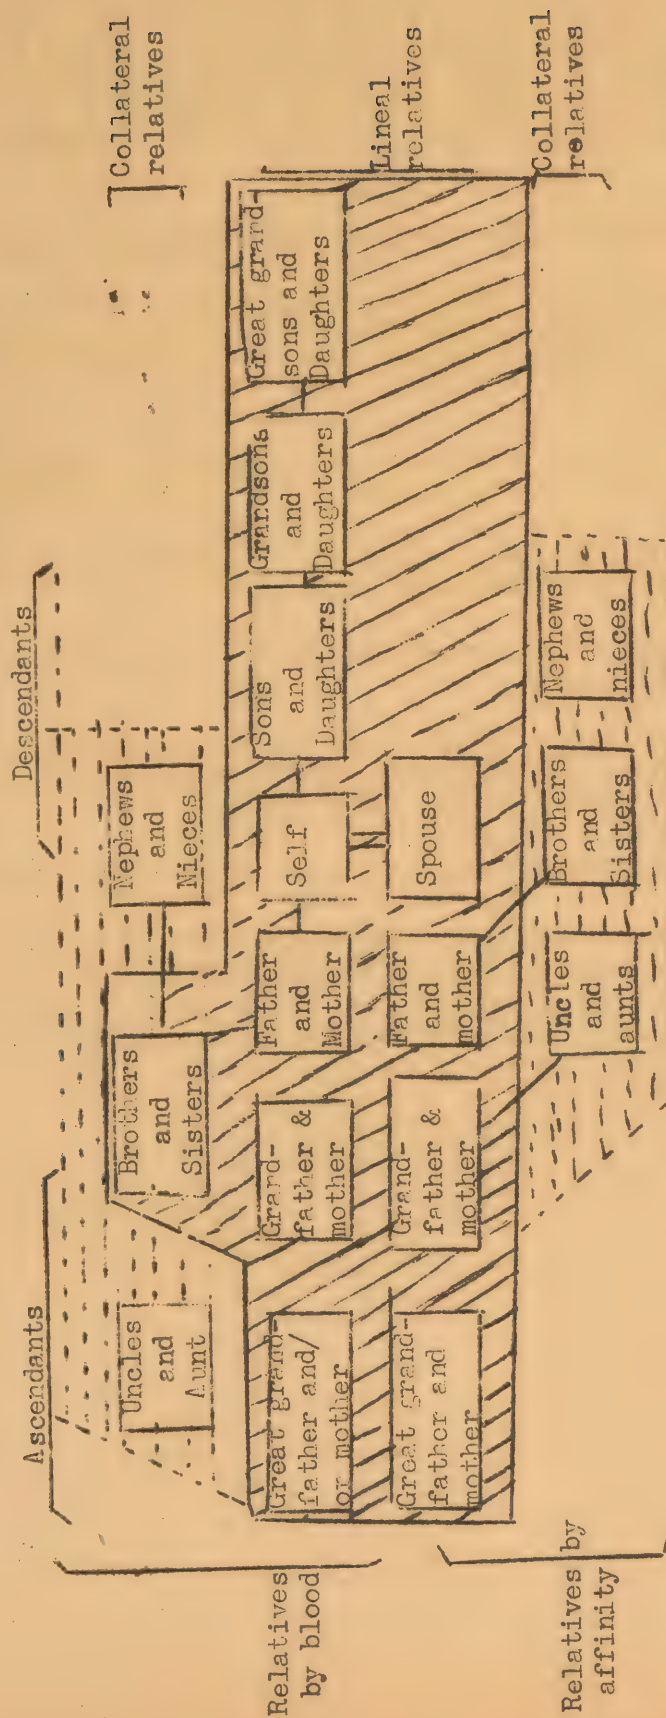 Ascendants
Descendants
Collateral
relatives
Uncles
and
Aunt
Brothers
and
Sisters
Nephews
and
Nieces
Relatives
by blood
Great grand-
father and/
or mother
Grard-
father &
mother
Father
and
Mother
Self
Sons
and
Daughters
Grandsons
and
Daughters
Great grard-
sons and
Daughters
Lineal
relatives
Great grand-
father and
mother
Grand-
father &
mother
Father
and
mother
Spouse
Relatives by
affinity
Uncles
and
aunts
Brothers
and
Sisters
Nephews
and
nieces
Collateral
relatives